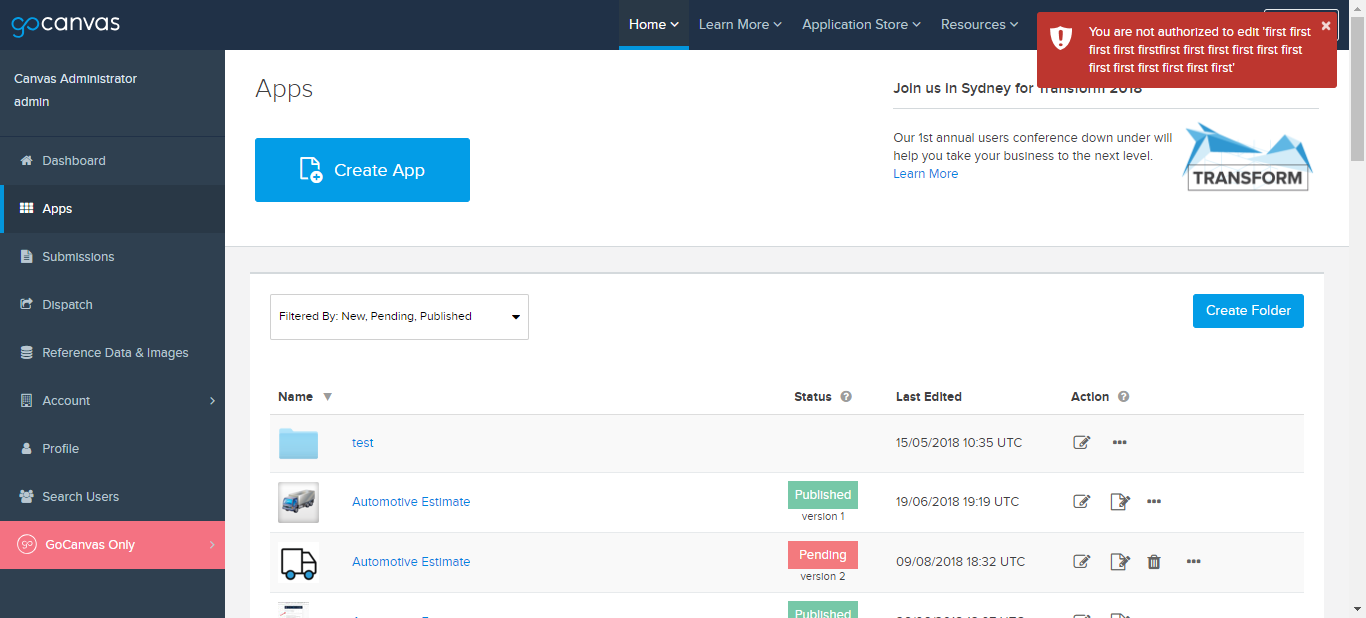 gocanvas
Home
Learn More
Application Store
Resources
You are not authorized to edit 'first first
first first firstfirst first first first first first
first first first first first first'
Canvas Administrator
admin
Dashboard
Apps
Submissions
Dispatch
Reference Data & Images
Account
Profile
Search Users
go
GoCanvas Only
Apps
Create App
Join us in Sydney for Transform 2018
Our 1st annual users conference down under will
help you take your business to the next level.
Learn More
TRANSFORM
Filtered By: New, Pending, Published
Create Folder
Name Status ? Last Edited Action ?
test 15/05/2018 10:35 UTC
Automotive Estimate Published 19/06/2018 19:19 UTC
version 1
Automotive Estimate Pending 09/08/2018 18:32 UTC
version 2
Published